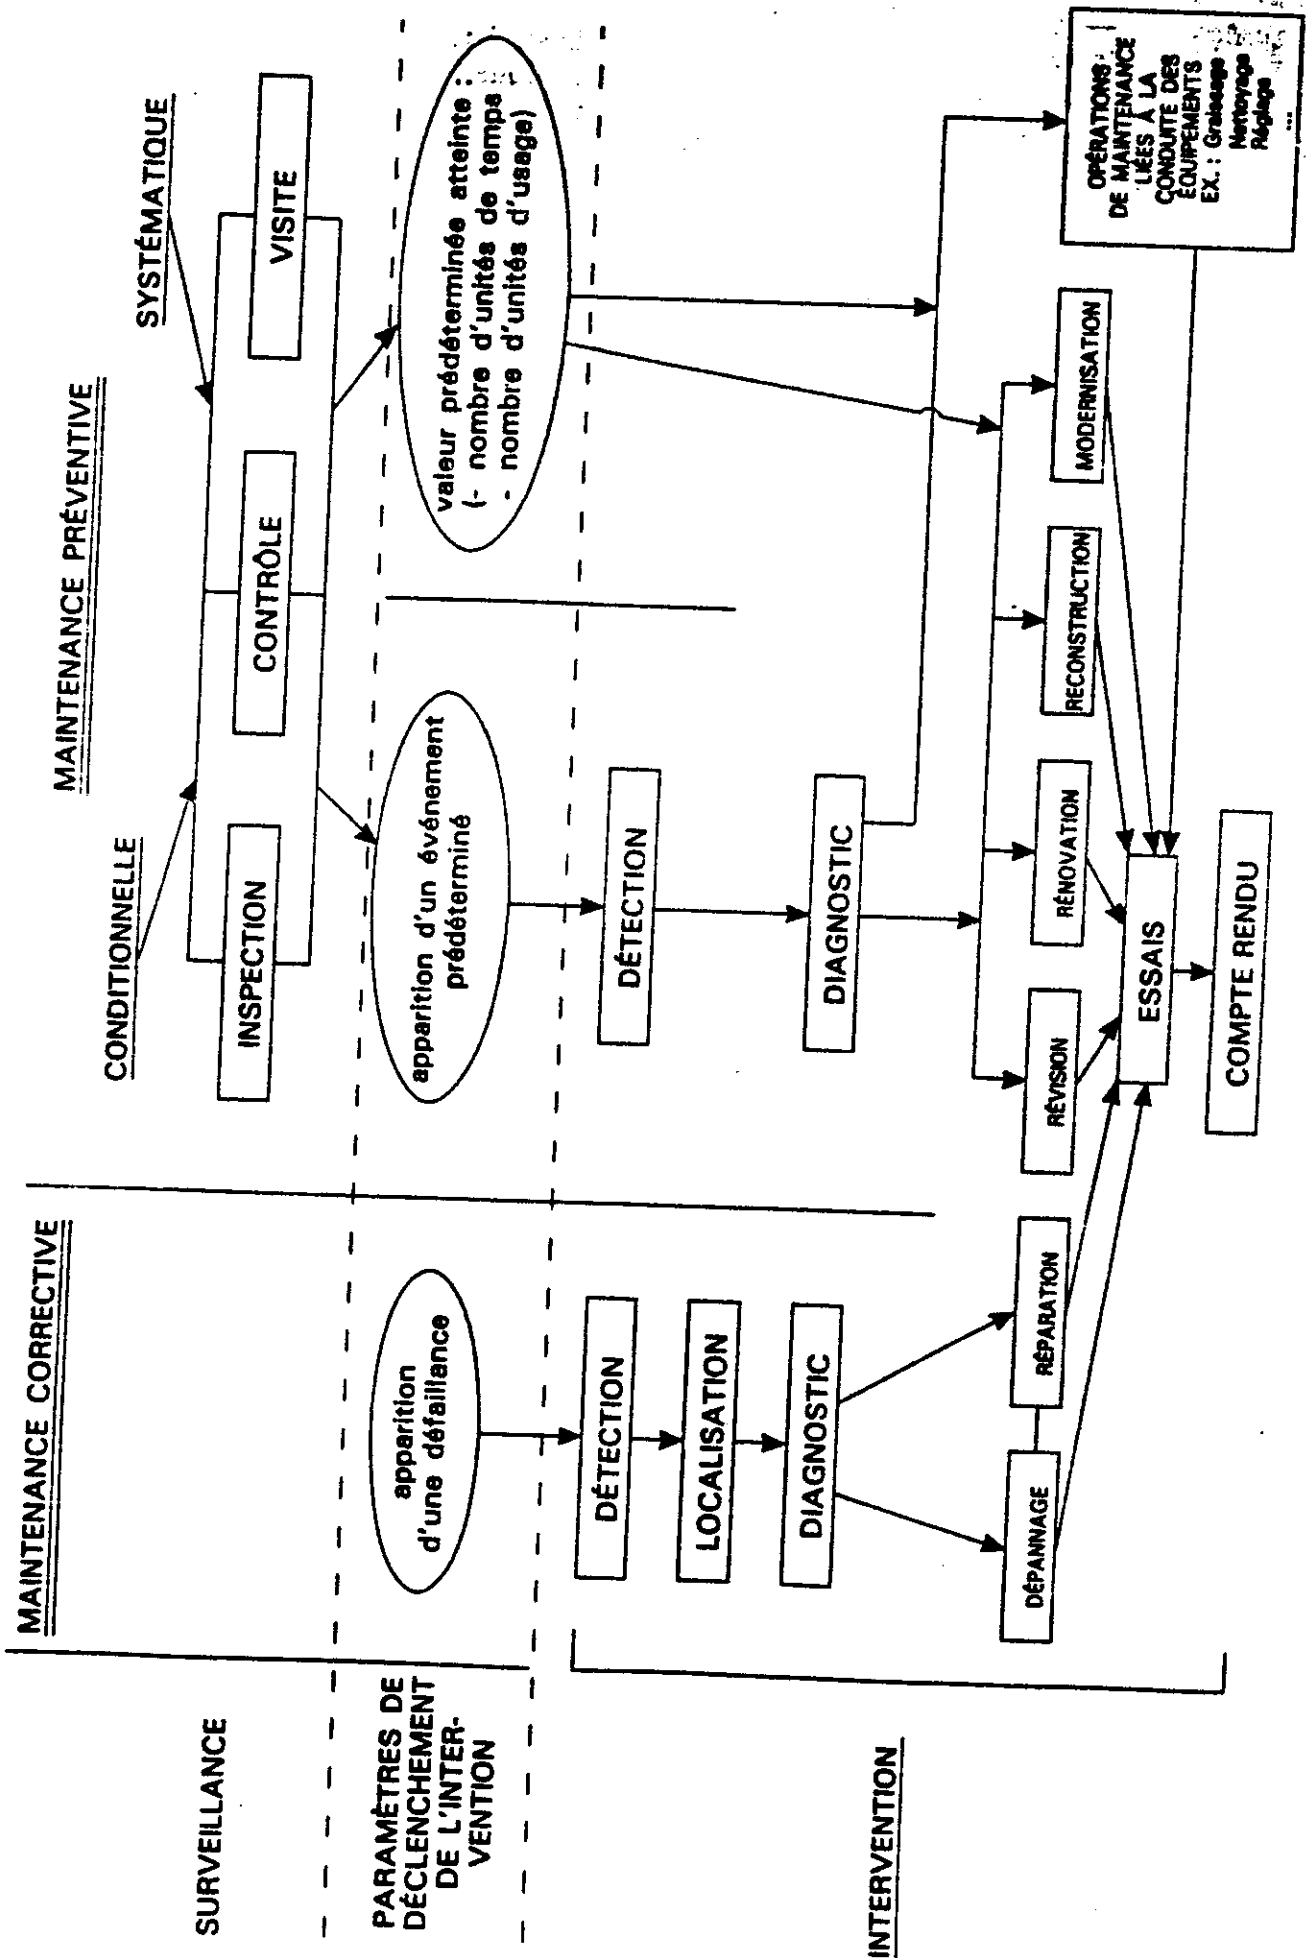 MAINTENANCE CORRECTIVE
MAINTENANCE PRÉVENTIVE
CONDITIONNELLE
SYSTÉMATIQUE
SURVEILLANCE
INSPECTION
CONTRÔLE
VISITE
PARAMÈTRES DE
DÉCLENCHEMENT
DE L'INTER-
VENTION
apparition
d'une défaillance
apparition d'un événement
prédéterminé
valeur prédéterminée atteinte :
(- nombre d'unités de temps
- nombre d'unités d'usage)
INTERVENTION
DÉTECTION
LOCALISATION
DIAGNOSTIC
DÉTECTION
DIAGNOSTIC
DÉPANNAGE
RÉPARATION
RÉVISION
RÉNOVATION
RECONSTRUCTION
MODERNISATION
OPÉRATIONS
DE MAINTENANCE
LIÉES À LA
CONDUITE DES
ÉQUIPEMENTS
EX. : Graissage
Nettoyage
Réglage
...
ESSAIS
COMPTE RENDU